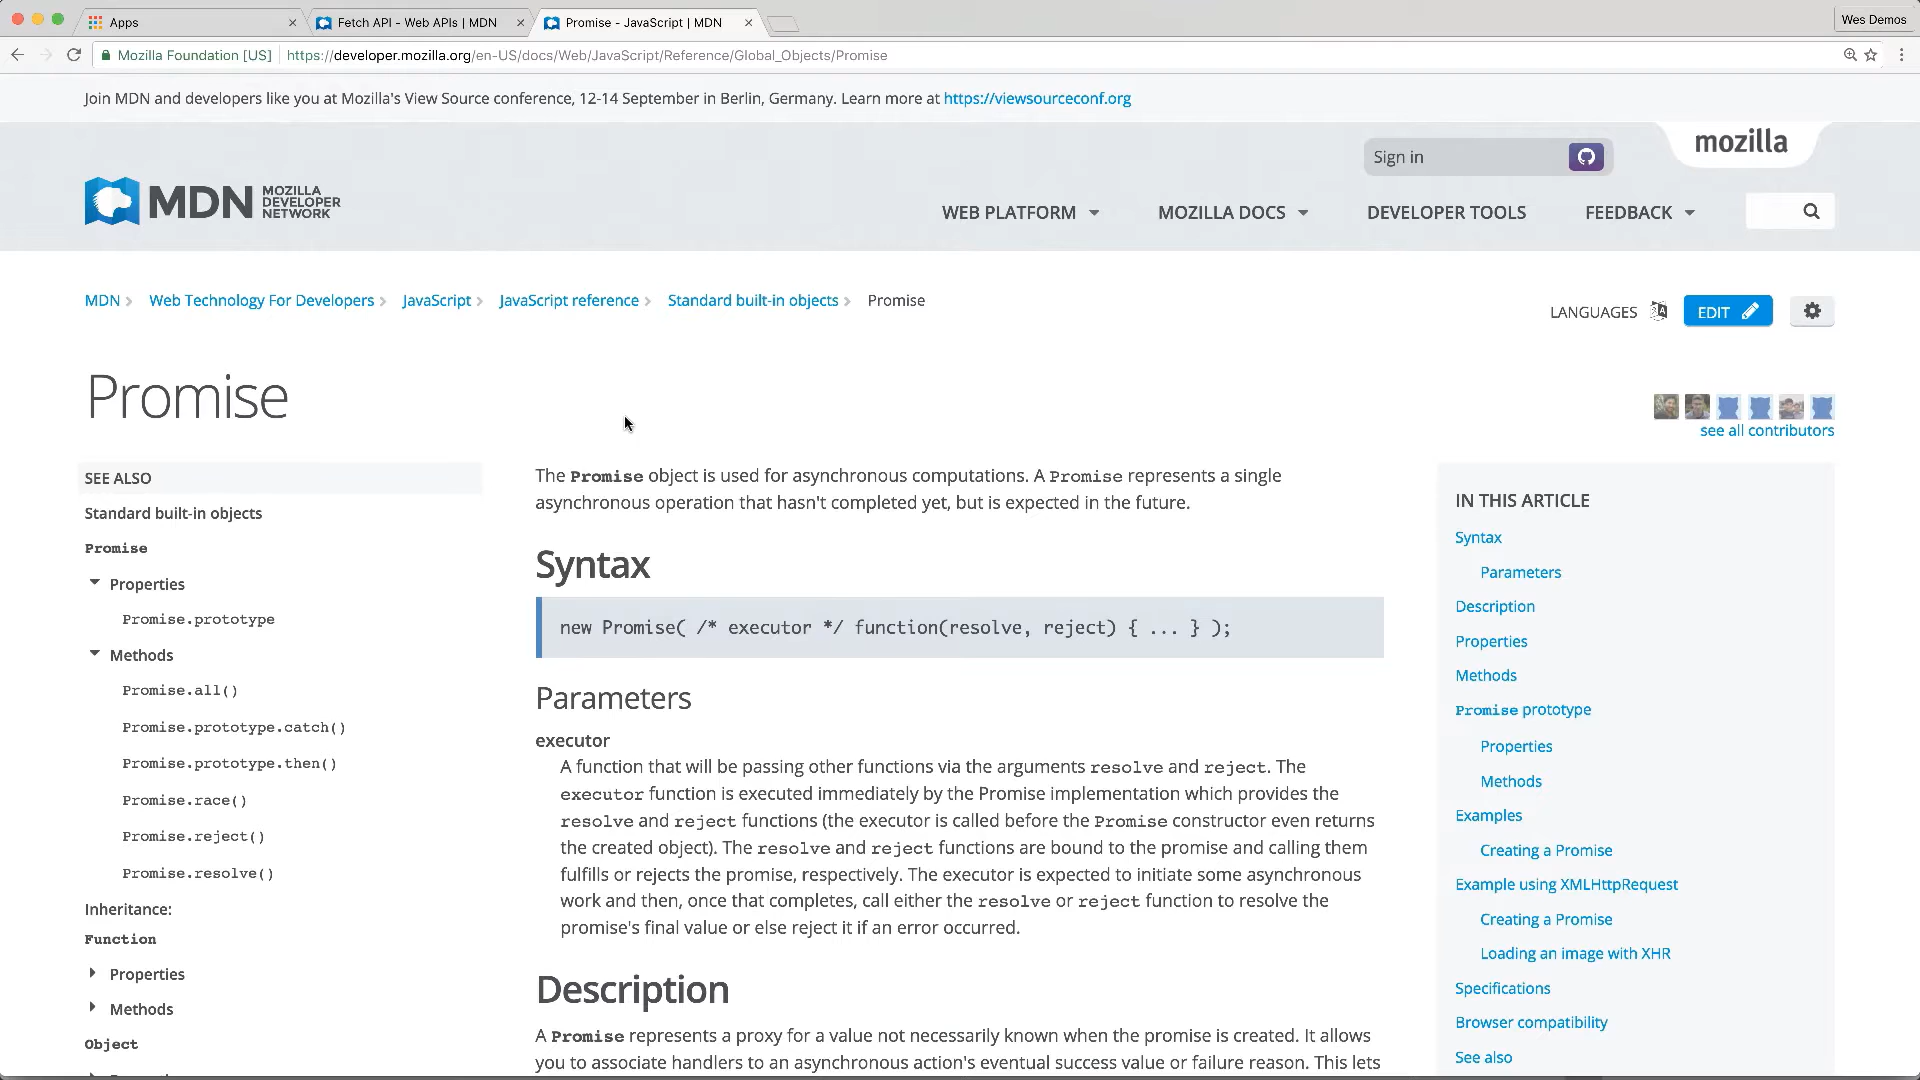 Apps
Fetch API - Web APIs | MDN
Promise - JavaScript | MDN
Wes Demos
Mozilla Foundation [US]
https://developer.mozilla.org/en-US/docs/Web/JavaScript/Reference/Global_Objects/Promise
Join MDN and developers like you at Mozilla's View Source conference, 12-14 September in Berlin, Germany. Learn more at https://viewsourceconf.org
mozilla
Sign in
MDN MOZILLA
DEVELOPER
NETWORK
WEB PLATFORM
MOZILLA DOCS
DEVELOPER TOOLS
FEEDBACK
MDN
Web Technology For Developers
JavaScript
JavaScript reference
Standard built-in objects
Promise
LANGUAGES
EDIT
Promise
see all contributors
SEE ALSO
Standard built-in objects
Promise
Properties
Promise.prototype
Methods
Promise.all()
Promise.prototype.catch()
Promise.prototype.then()
Promise.race()
Promise.reject()
Promise.resolve()
Inheritance:
Function
Properties
Methods
Object
The Promise object is used for asynchronous computations. A Promise represents a single
asynchronous operation that hasn't completed yet, but is expected in the future.
Syntax
new Promise( /* executor */ function(resolve, reject) { ... } );
Parameters
executor
A function that will be passing other functions via the arguments resolve and reject. The
executor function is executed immediately by the Promise implementation which provides the
resolve and reject functions (the executor is called before the Promise constructor even returns
the created object). The resolve and reject functions are bound to the promise and calling them
fulfills or rejects the promise, respectively. The executor is expected to initiate some asynchronous
work and then, once that completes, call either the resolve or reject function to resolve the
promise's final value or else reject it if an error occurred.
Description
A Promise represents a proxy for a value not necessarily known when the promise is created. It allows
you to associate handlers to an asynchronous action's eventual success value or failure reason. This lets
IN THIS ARTICLE
Syntax
Parameters
Description
Properties
Methods
Promise prototype
Properties
Methods
Examples
Creating a Promise
Example using XMLHttpRequest
Creating a Promise
Loading an image with XHR
Specifications
Browser compatibility
See also